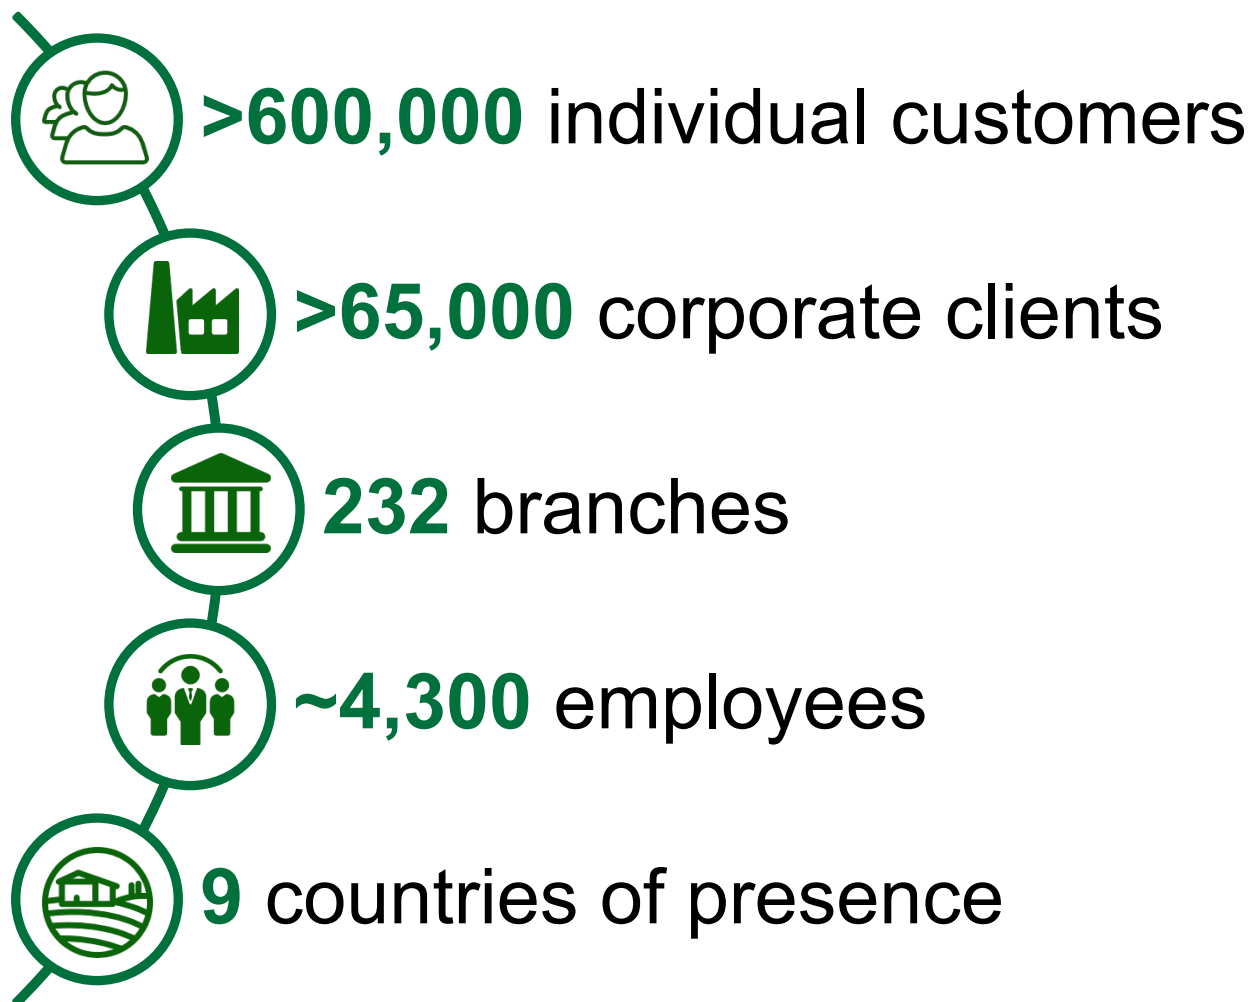 >600,000 individual customers
>65,000 corporate clients
232 branches
~4,300 employees
9 countries of presence